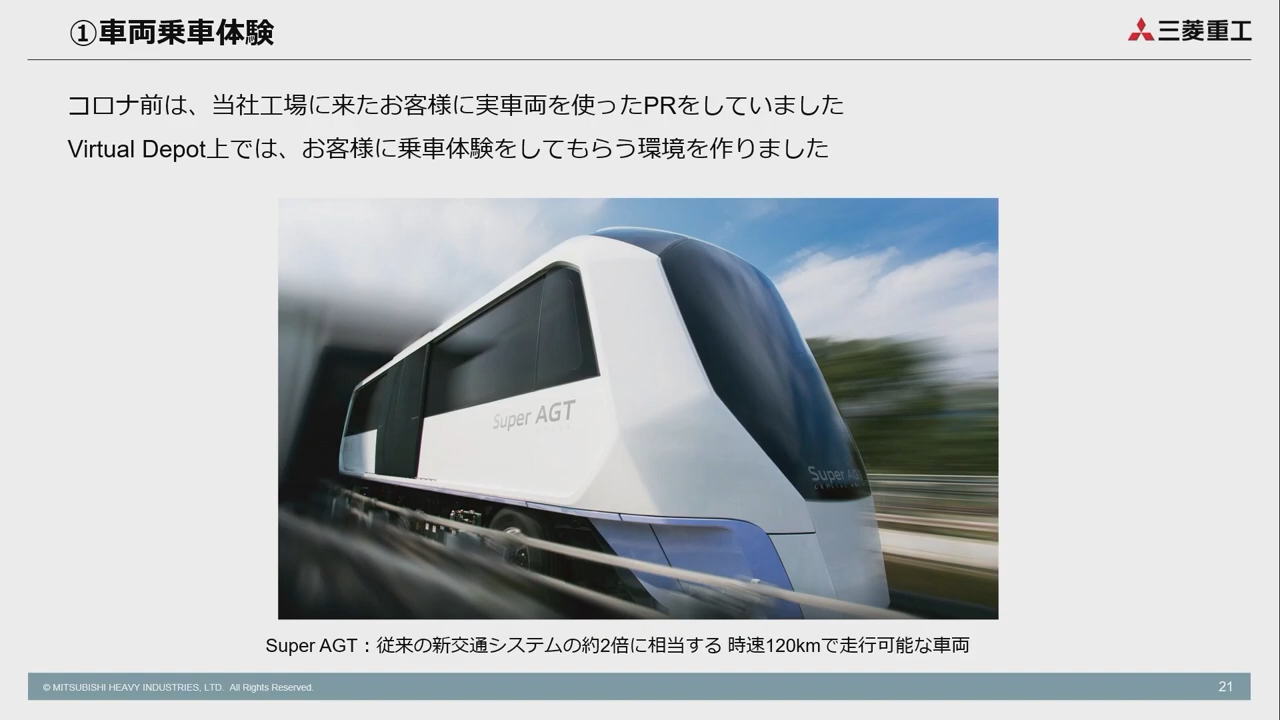 ①車両乗車体験
三菱重工
コロナ前は、当社工場に来たお客様に実車両を使ったPRをしていました
Virtual Depot上では、お客様に乗車体験をしてもらう環境を作りました
Super AGT
Super
Super AGT：従来の新交通システムの約2倍に相当する 時速120kmで走行可能な車両
© MITSUBISHI HEAVY INDUSTRIES, LTD. All Rights Reserved.
21